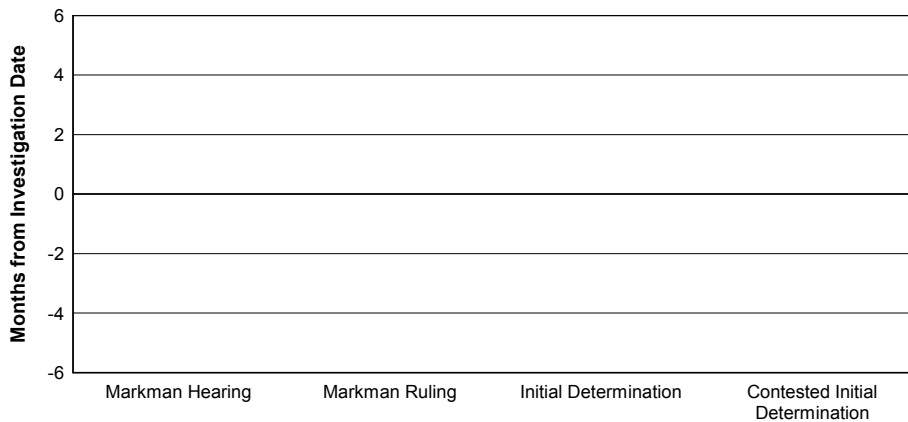 Months from Investigation Date
6
4
2
0
-2
-4
-6
Markman Hearing
Markman Ruling
Initial Determination
Contested Initial
Determination